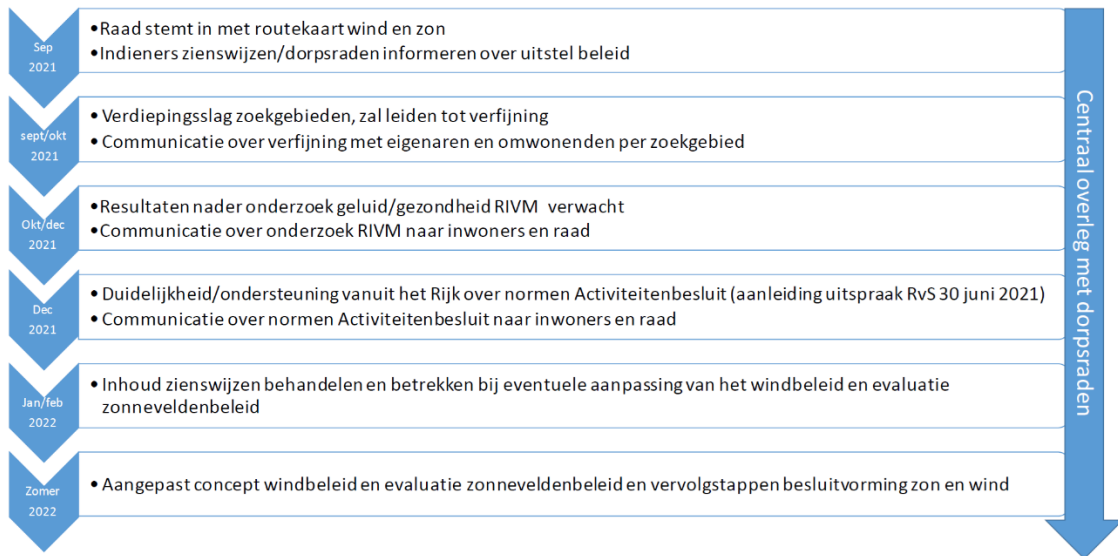 Sep
2021
• Raad stemt in met routekaart wind en zon
• Indieners zienswijzen/dorpsraden informeren over uitstel beleid
sept/okt
2021
• Verdiepingsslag zoekgebieden, zal leiden tot verfijning
• Communicatie over verfijning met eigenaren en omwonenden per zoekgebied
Okt/dec
2021
• Resultaten nader onderzoek geluid/gezondheid RIVM verwacht
• Communicatie over onderzoek RIVM naar inwoners en raad
Dec
2021
• Duidelijkheid/ondersteuning vanuit het Rijk over normen Activiteitenbesluit (aanleiding uitspraak RvS 30 juni 2021)
• Communicatie over normen Activiteitenbesluit naar inwoners en raad
Jan/feb
2022
• Inhoud zienswijzen behandelen en betrekken bij eventuele aanpassing van het windbeleid en evaluatie
zonneveldenbeleid
Zomer
2022
• Aangepast concept windbeleid en evaluatie zonneveldenbeleid en vervolgstappen besluitvorming zon en wind
Centraal overleg met dorpsraden